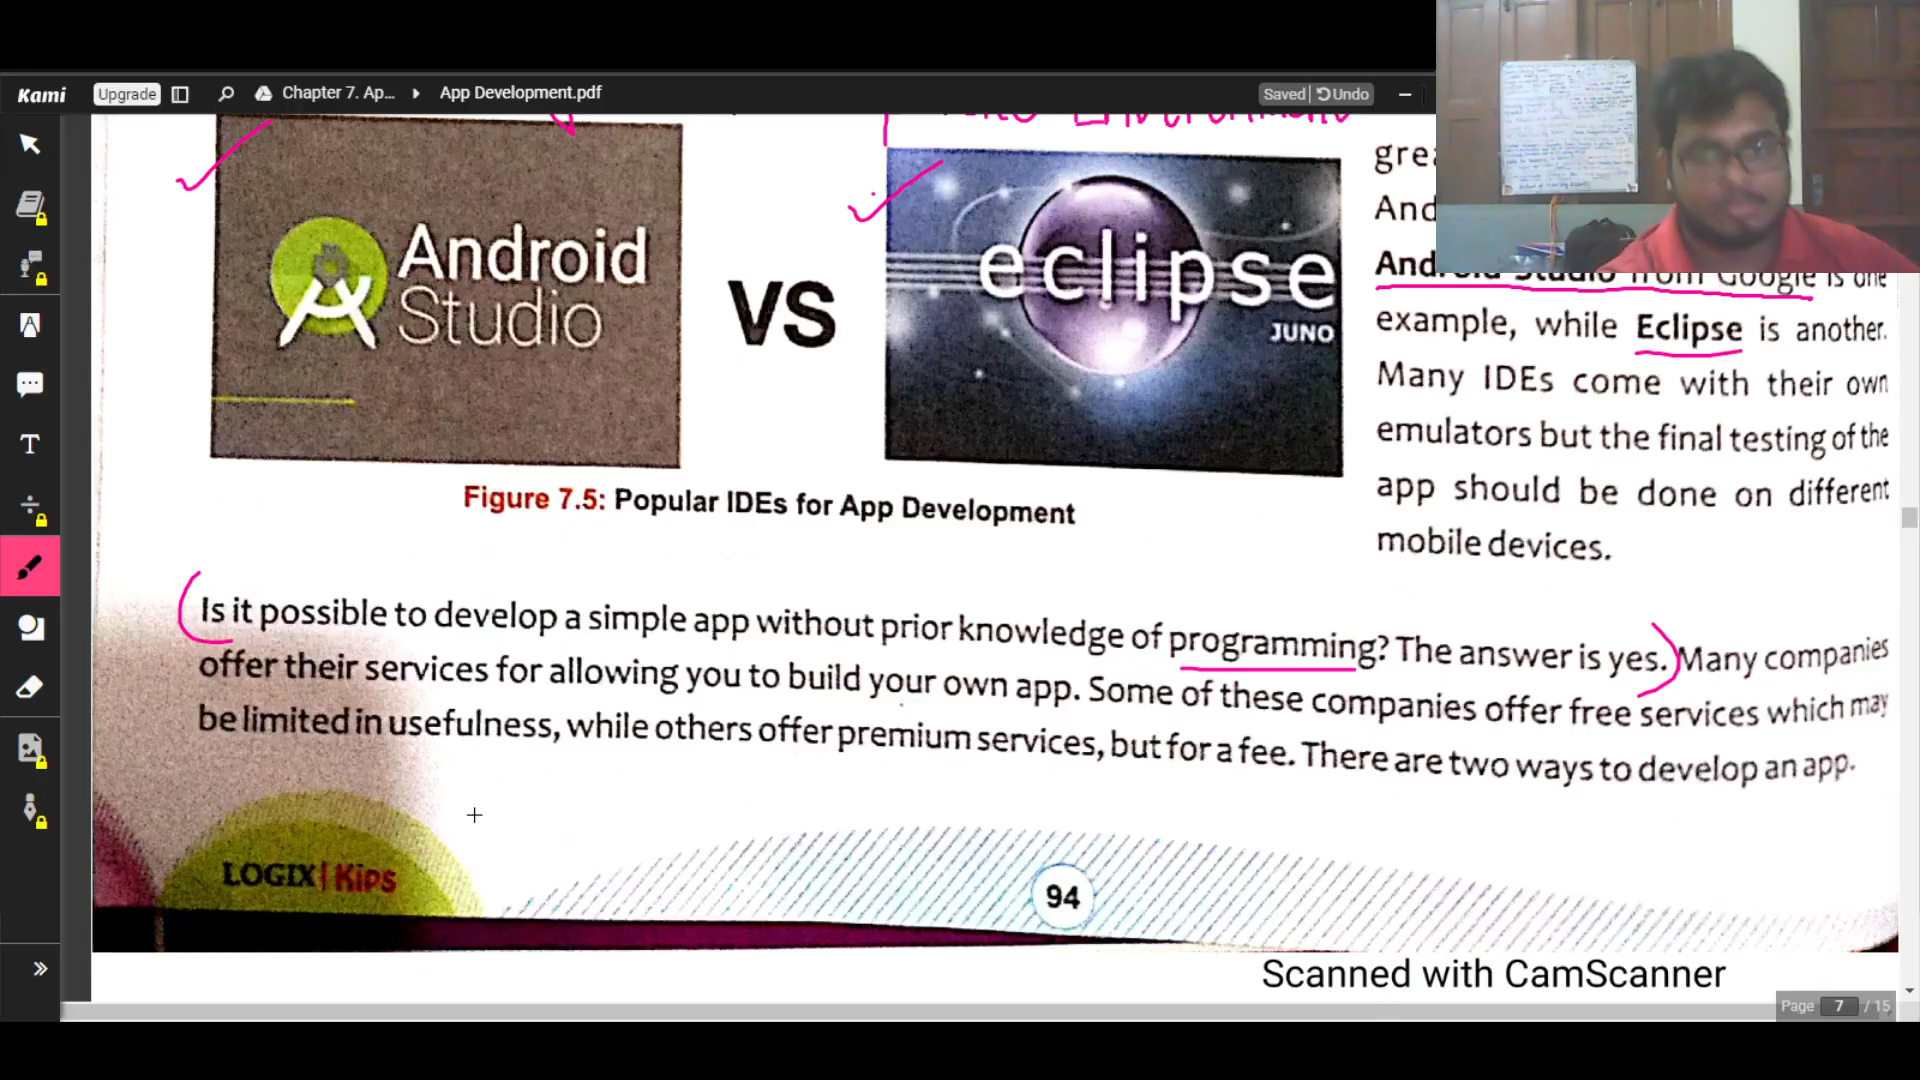 Kami
Upgrade
Chapter 7. Ap...
App Development.pdf
Saved
Undo
Android
Studio
VS
eclipse
JUNO
Figure 7.5: Popular IDEs for App Development
Android Studio from Google is one
example, while Eclipse is another.
Many IDEs come with their own
emulators but the final testing of the
app should be done on different
mobile devices.
Is it possible to develop a simple app without prior knowledge of programming? The answer is yes. Many companies
offer their services for allowing you to build your own app. Some of these companies offer free services which may
be limited in usefulness, while others offer premium services, but for a fee. There are two ways to develop an app.
LOGIX | Kips
94
Scanned with CamScanner
Page 7 / 15